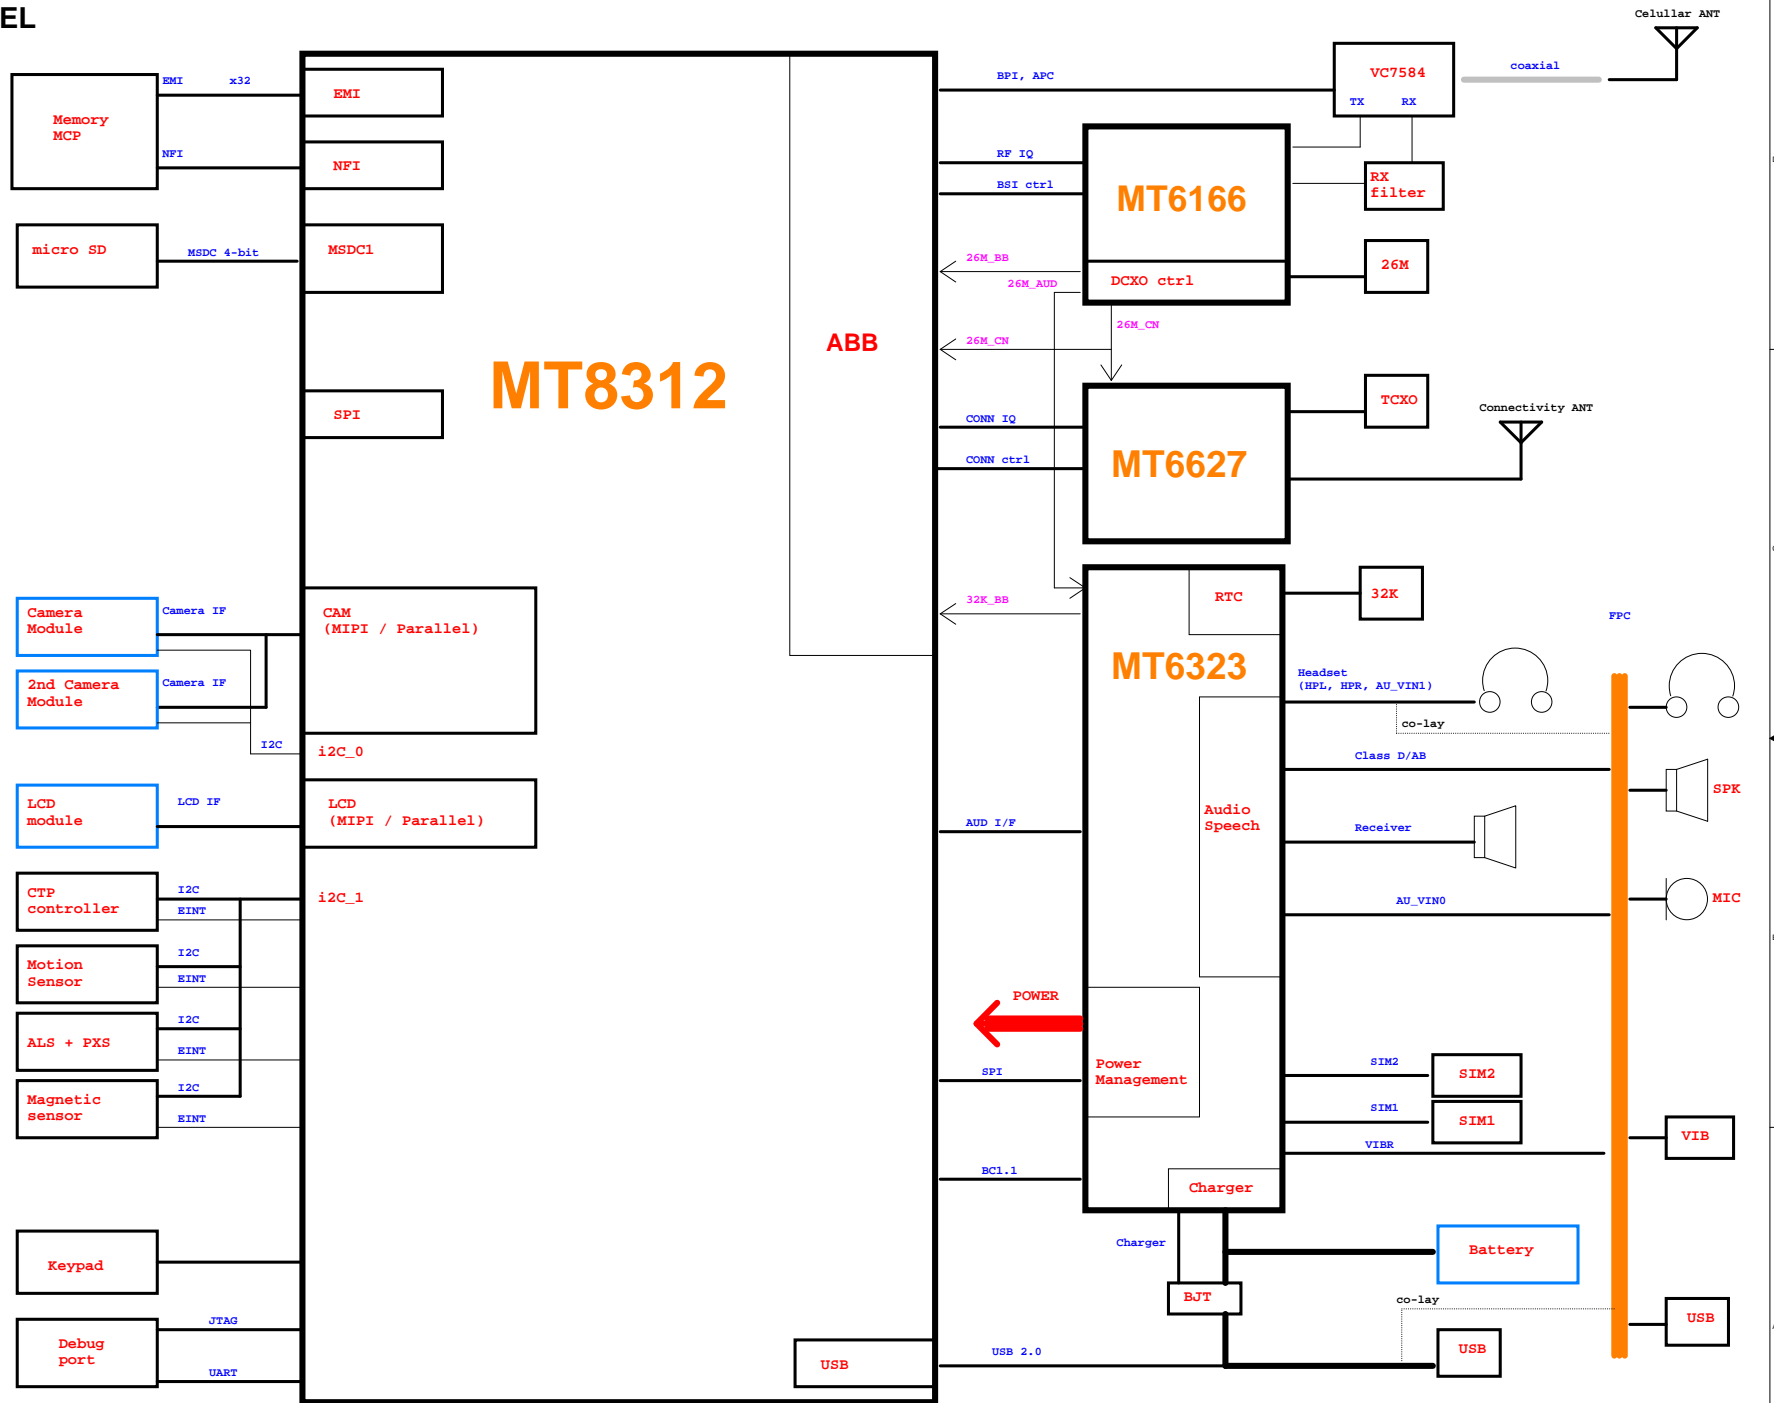 EL
Celullar ANT
VC7584
TX RX
coaxial
BPI, APC
EMI x32
EMI
Memory
MCP
NFI
NFI
RF IQ
BSI ctrl
MT6166
RX
filter
micro SD
MSDC 4-bit
MSDC1
26M_BB
26M_AUD
DCXO ctrl
26M
26M_CN
26M_CN
ABB
MT8312
SPI
TCXO
Connectivity ANT
CONN IQ
CONN ctrl
MT6627
Camera
Module
Camera IF
CAM
(MIPI / Parallel)
2nd Camera
Module
Camera IF
I2C
i2C_0
32K_BB
RTC
32K
MT6323
FPC
Headset
(HPL, HPR, AU_VIN1)
co-lay
Class D/AB
SPK
LCD
module
LCD IF
LCD
(MIPI / Parallel)
AUD I/F
Audio
Speech
Receiver
CTP
controller
I2C
EINT
i2C_1
AU_VIN0
MIC
Motion
Sensor
I2C
EINT
ALS + PXS
I2C
EINT
Magnetic
sensor
I2C
EINT
POWER
Power
Management
SPI
SIM2
SIM2
SIM1
SIM1
VIBR
VIB
BC1.1
Charger
Charger
Battery
BJT
Keypad
Debug
port
JTAG
UART
USB
USB 2.0
co-lay
USB
USB